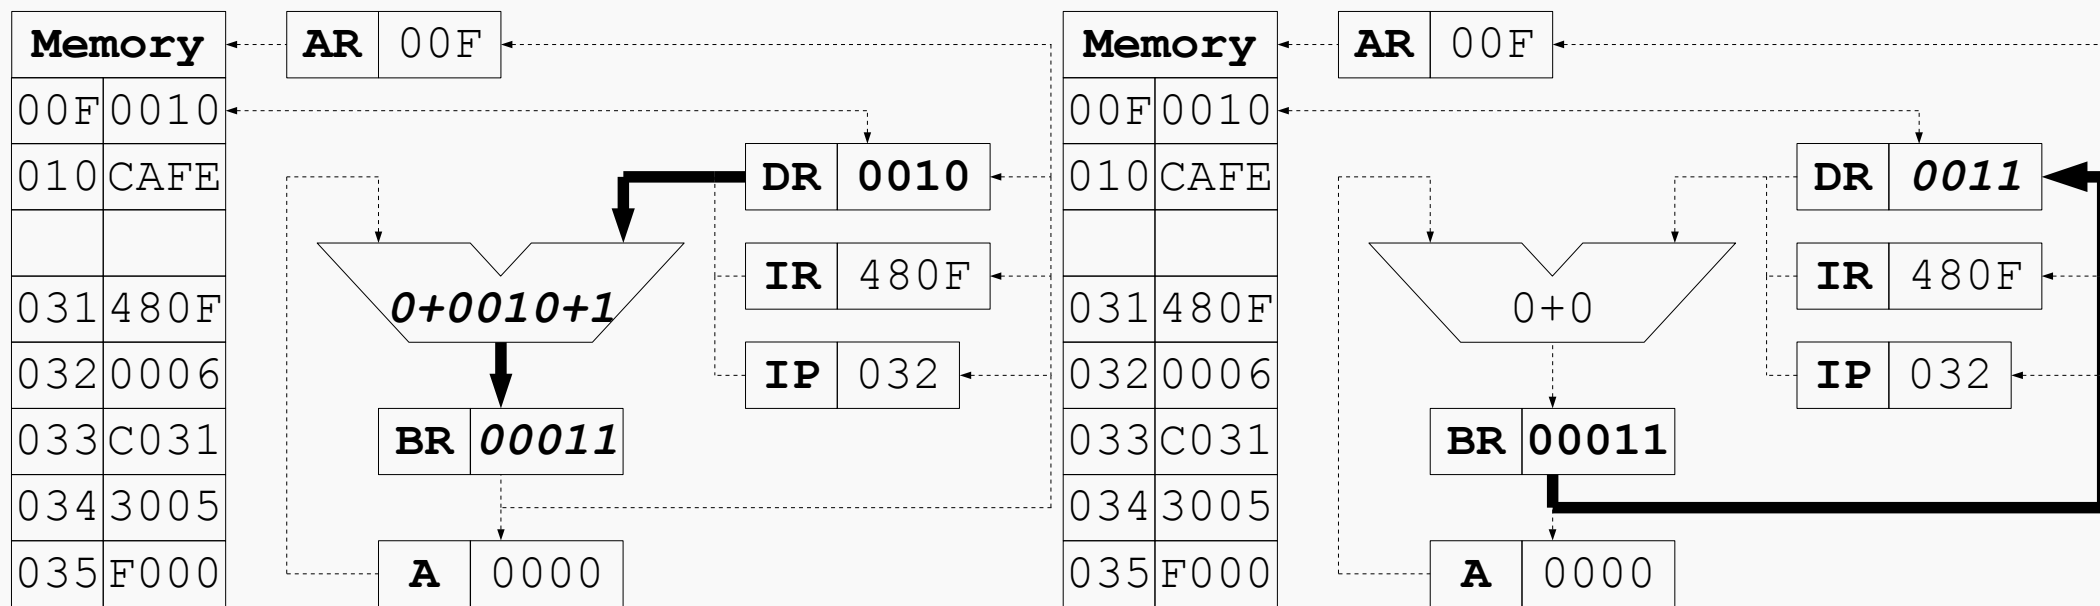 Memory AR 00F Memory AR 00F
00F 0010 00F 0010
010 CAFE DR 0010 010 CAFE DR 0011
IR 480F IR 480F
031 480F 0+0010+1 031 480F 0+0
032 0006 IP 032 032 0006 IP 032
033 C031 BR 00011 033 C031 BR 00011
034 3005 034 3005
035 F000 A 0000 035 F000 A 0000